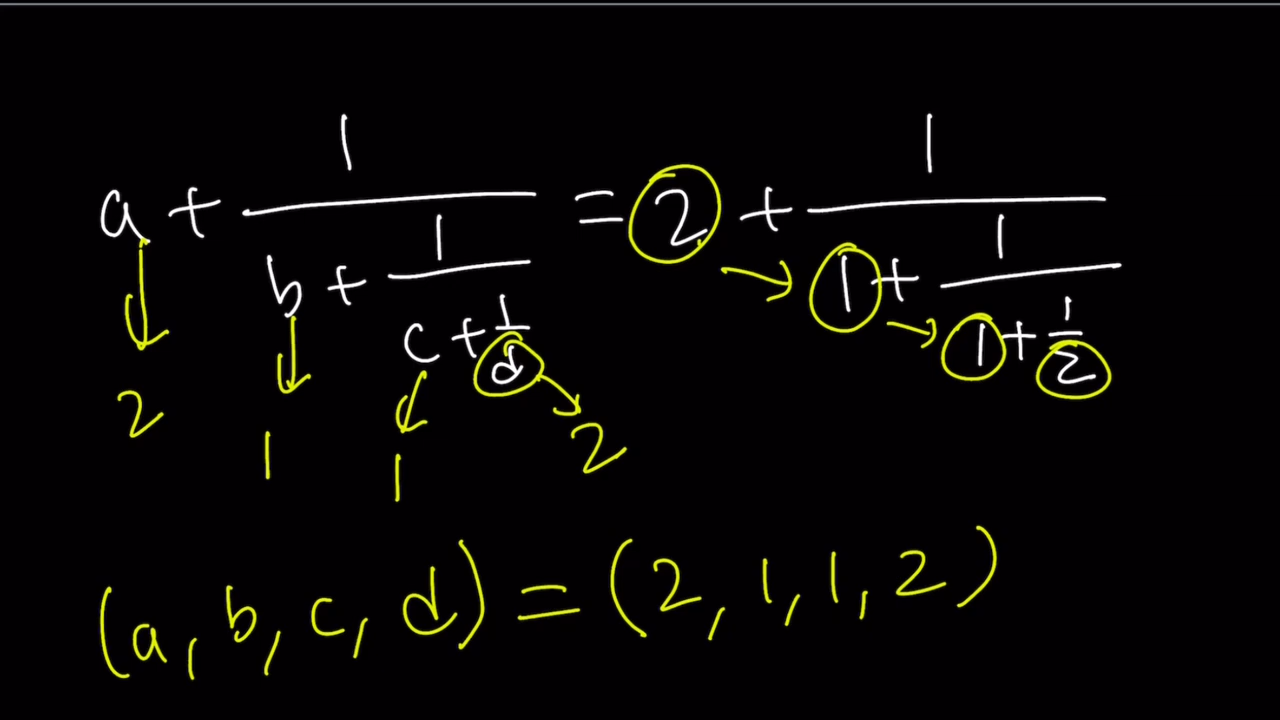 a + 1/(b + 1/(c + 1/d)) = 2 + 1/(1 + 1/(1 + 1/2))
2 1 1 2
(a, b, c, d) = (2, 1, 1, 2)